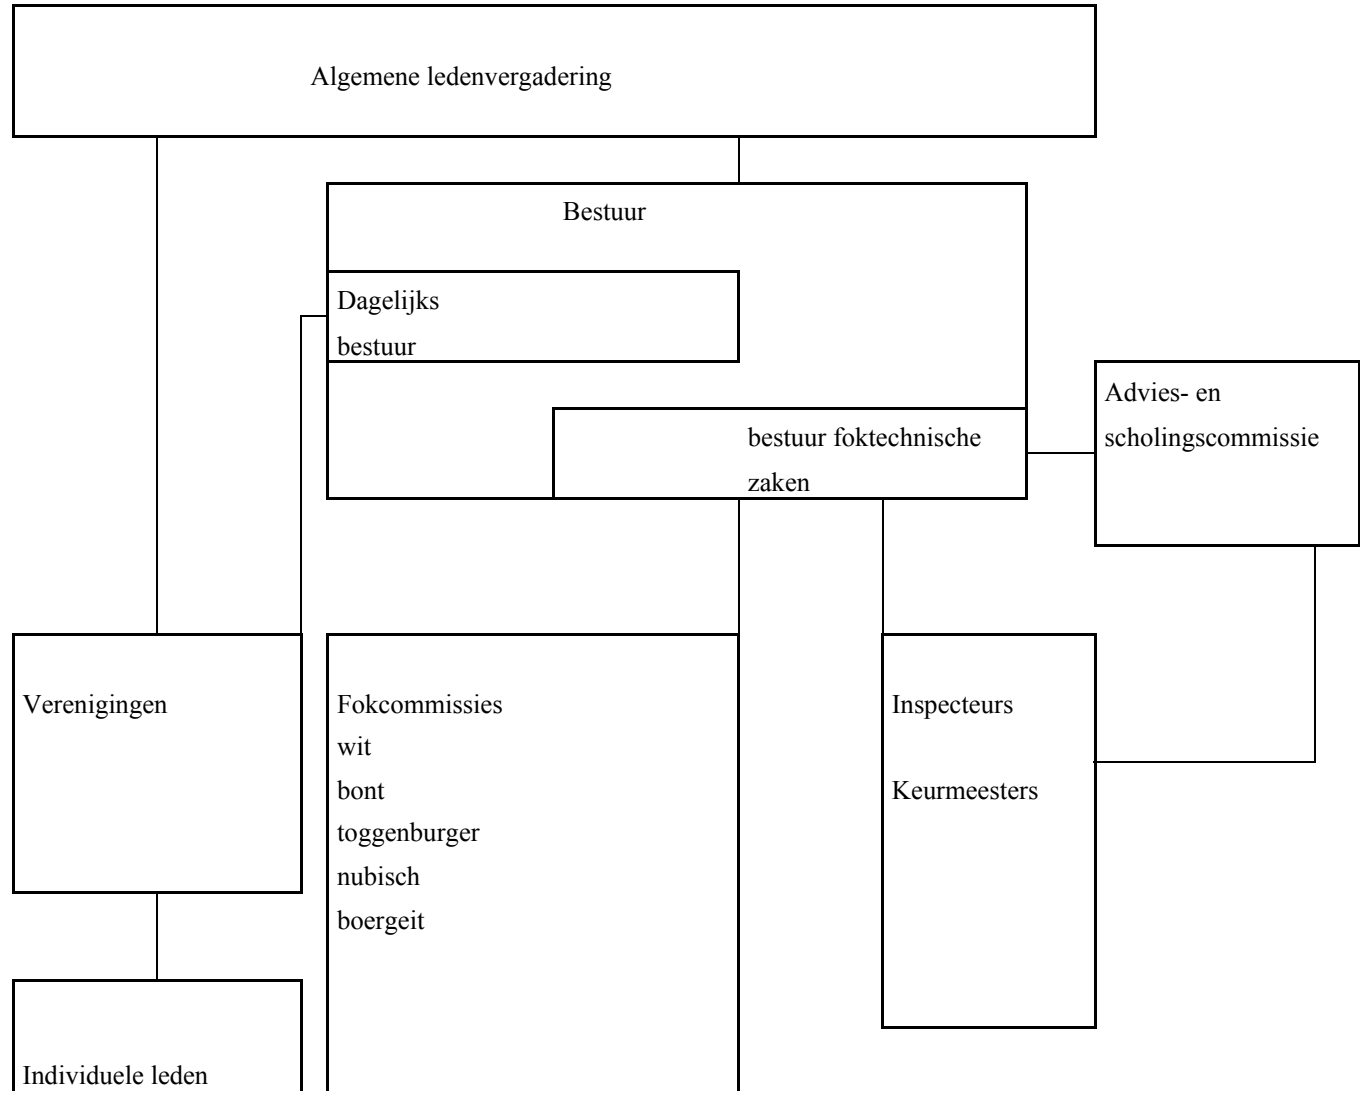 Algemene ledenvergadering
Bestuur
Dagelijks
bestuur
bestuur foktechnische
zaken
Advies- en
scholingscommissie
Verenigingen
Fokcommissies
wit
bont
toggenburger
nubisch
boergeit
Inspecteurs
Keurmeesters
Individuele leden